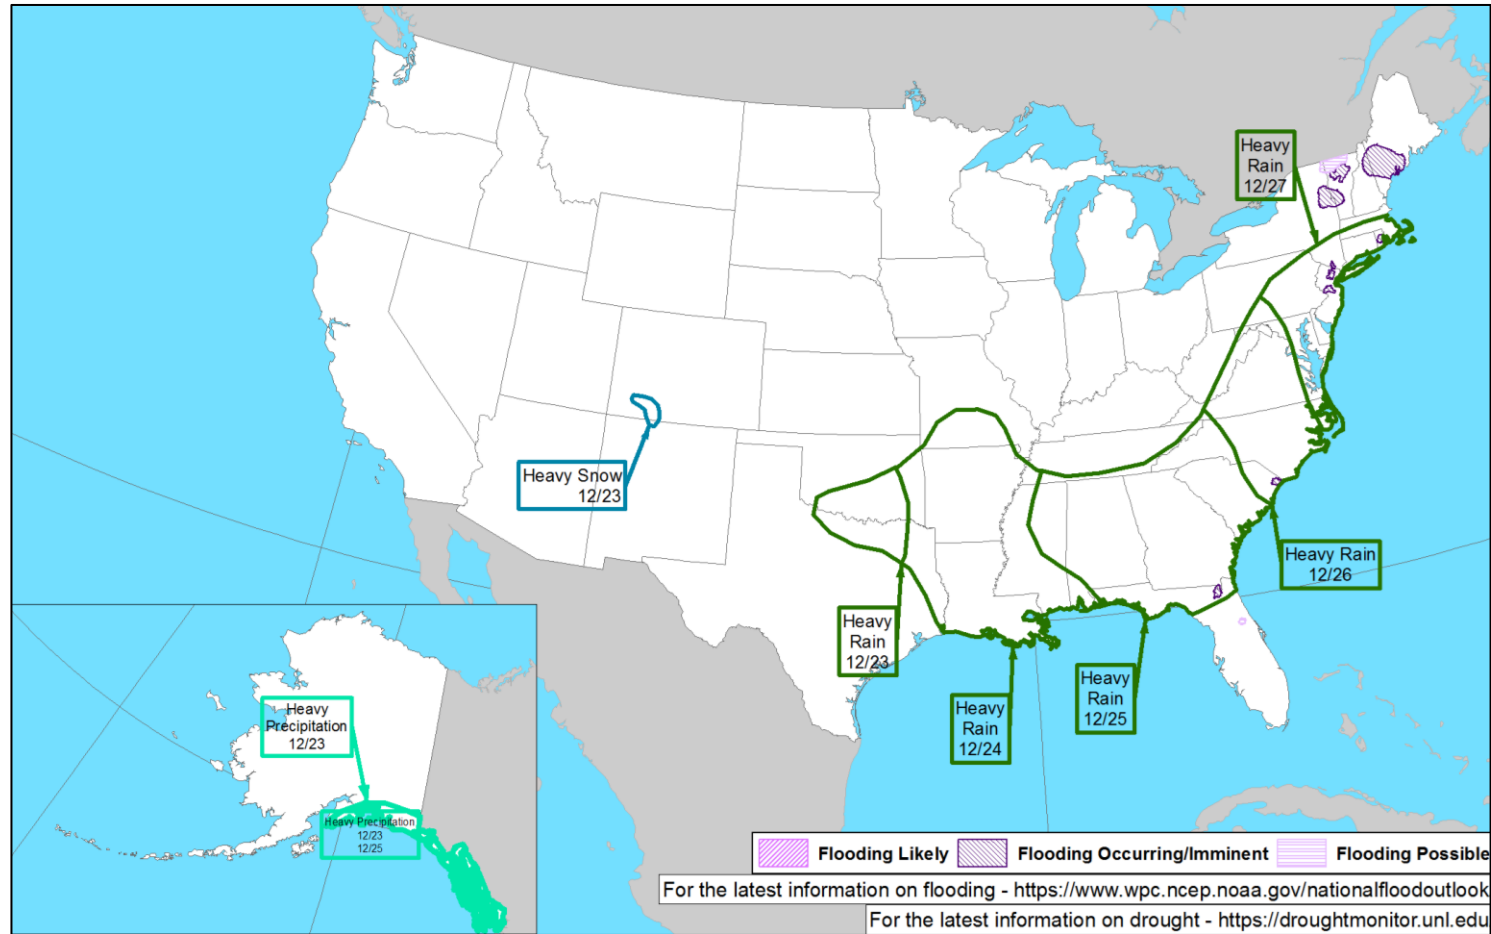 Heavy
Rain
12/27
Heavy Snow
12/23
Heavy Rain
12/26
Heavy
Rain
12/23
Heavy
Rain
12/25
Heavy
Rain
12/24
Heavy
Precipitation
12/23
Heavy Precipitation
12/23
12/25
Flooding Likely Flooding Occurring/Imminent Flooding Possible
For the latest information on flooding - https://www.wpc.ncep.noaa.gov/nationalfloodoutlook
For the latest information on drought - https://droughtmonitor.unl.edu